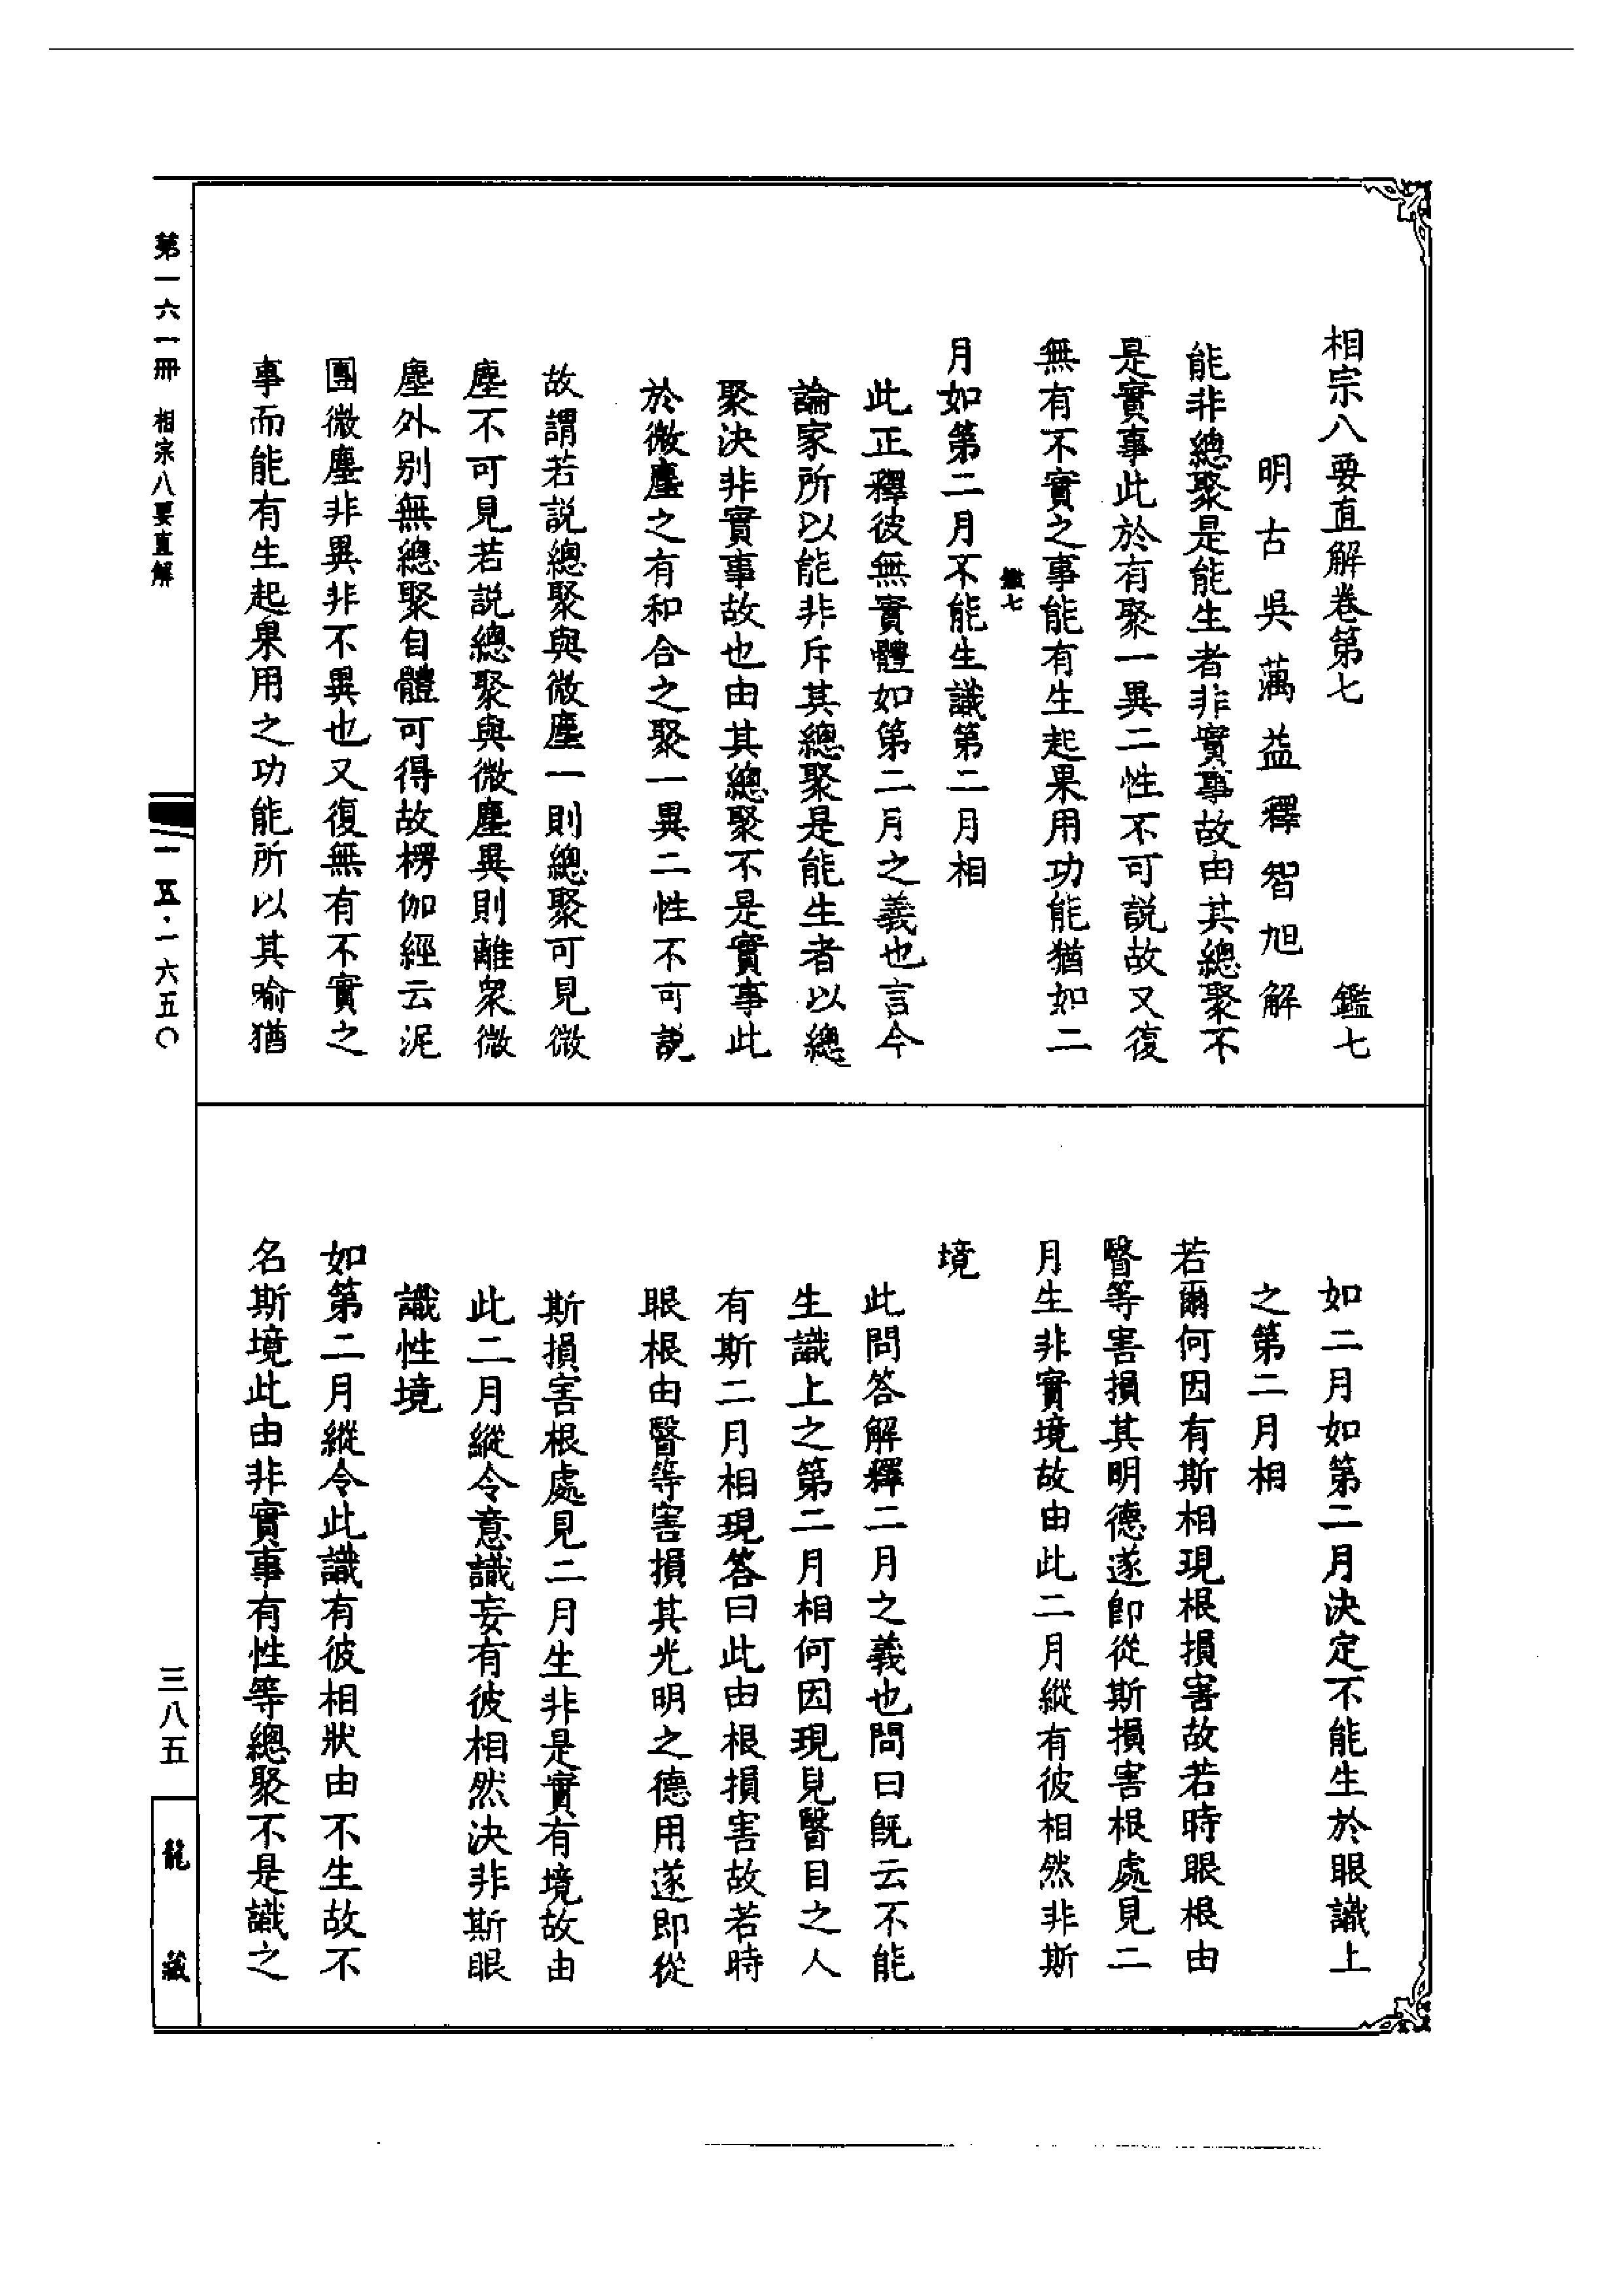 相宗八要直解卷第七　鑑七
明古吳蕅益釋智旭解
能非總聚是能生者非實事故由其總聚不
是實事此於有聚一異二性不可説故又復
無有不實之事能有生起果用功能猶如二
鑑七
月如第二月不能生識第二月相
此正釋彼無實體如第二月之義也言今
論家所以能非斥其總聚是能生者以總
聚決非實事故也由其總聚不是實事此
於微塵之有和合之聚一異二性不可説
故謂若説總聚與微塵一則總聚可見微
塵不可見若説總聚與微塵異則離衆微
塵外別無總聚自體可得故楞伽經云泥
團微塵非異非不異也又復無有不實之
事而能有生起果用之功能所以其喻猶
如二月如第二月決定不能生於眼識上
之第二月相
若爾何因有斯相現根損害故若時眼根由
瞖等害損其明德遂卽從斯損害根處見二
月生非實境故由此二月縱有彼相然非斯
境
此問答解釋二月之義也問曰旣云不能
生識上之第二月相何因現見瞖目之人
有斯二月相現答曰此由根損害故若時
眼根由瞖等害損其光明之德用遂即從
斯損害根處見二月生非是實有境故由
此二月縱令意識妄有彼相然決非斯眼
識性境
如第二月縱令此識有彼相狀由不生故不
名斯境此由非實事有性等總聚不是識之
第一六一冊　相宗八要直解
一一五·一六五〇
三八五
龍藏